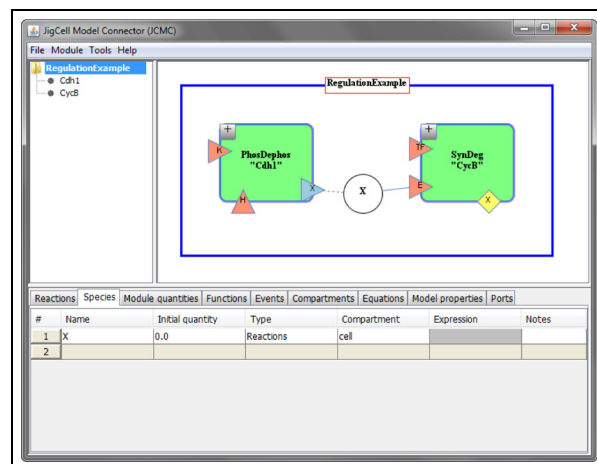 JigCell Model Connector (JCMC)
File Module Tools Help
RegulationExample
Cdh1
CycB
RegulationExample
+
K
PhosDephos
"Cdh1"
H
X
X
+
TF
SynDeg
"CycB"
E
X
Reactions Species Module quantities Functions Events Compartments Equations Model properties Ports
# Name Initial quantity Type Compartment Expression Notes
1 X 0.0 Reactions cell
2